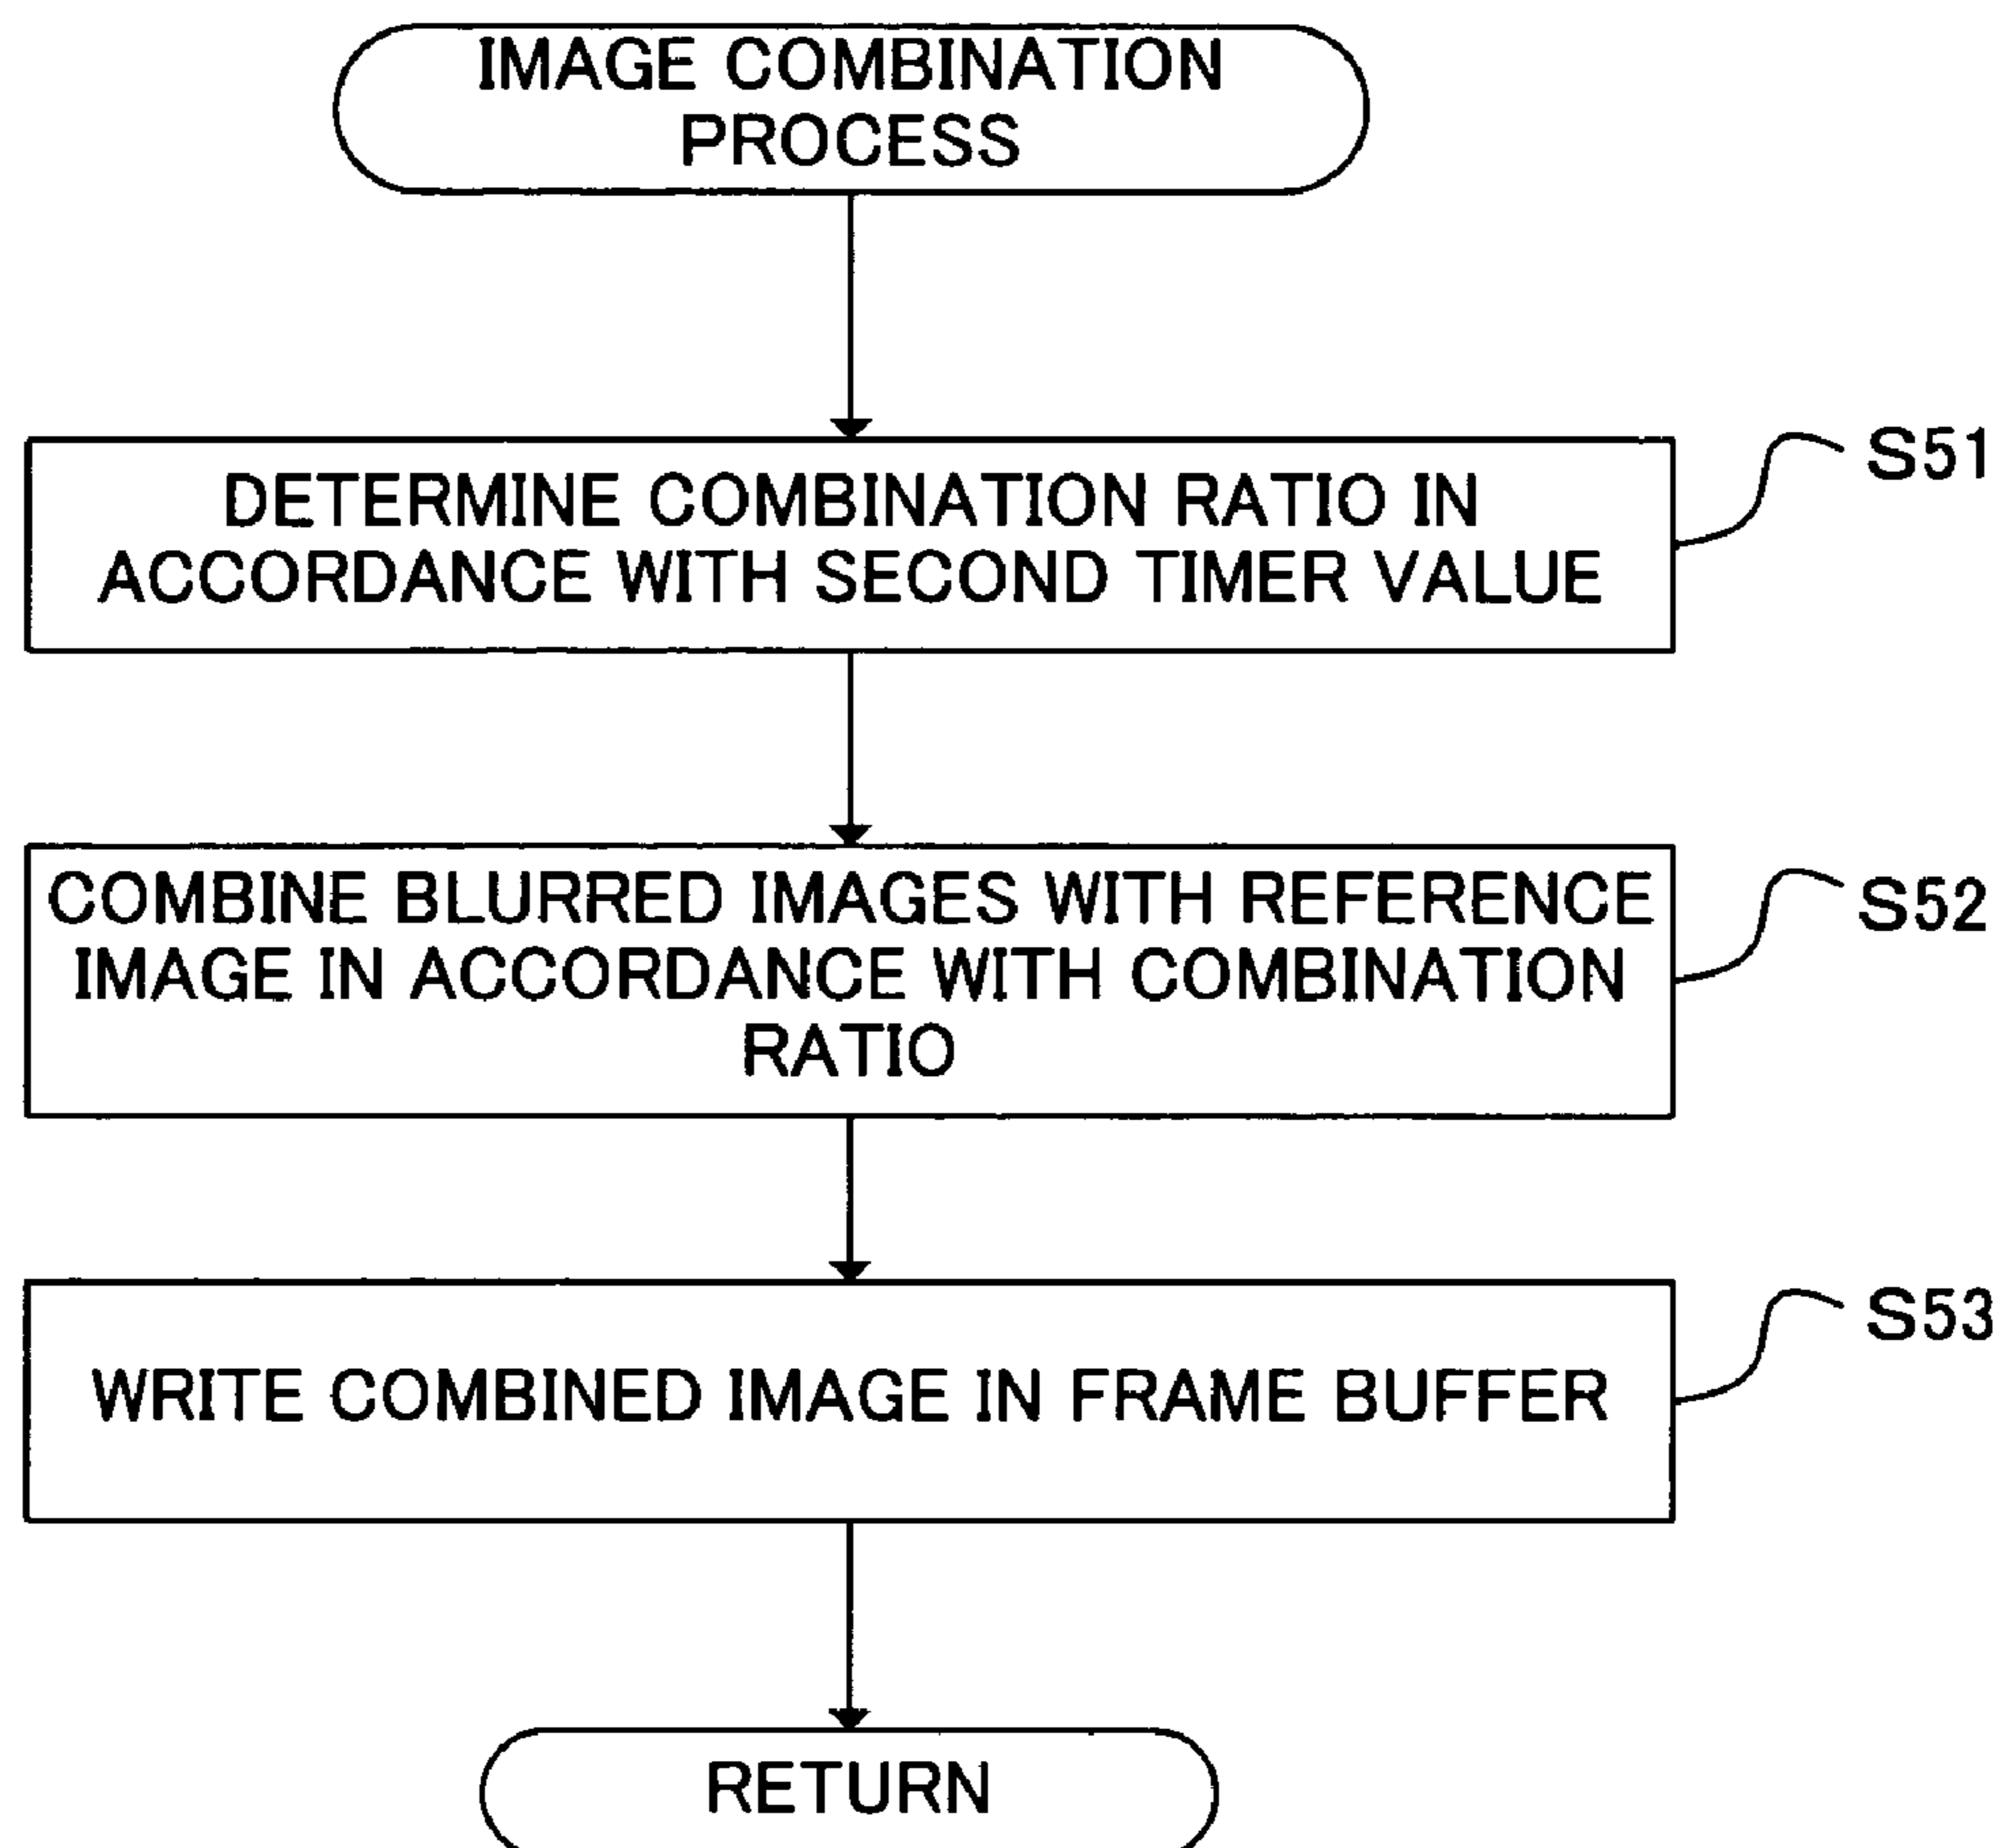 IMAGE COMBINATION
PROCESS
DETERMINE COMBINATION RATIO IN
ACCORDANCE WITH SECOND TIMER VALUE
S51
COMBINE BLURRED IMAGES WITH REFERENCE
IMAGE IN ACCORDANCE WITH COMBINATION
RATIO
S52
WRITE COMBINED IMAGE IN FRAME BUFFER
S53
RETURN